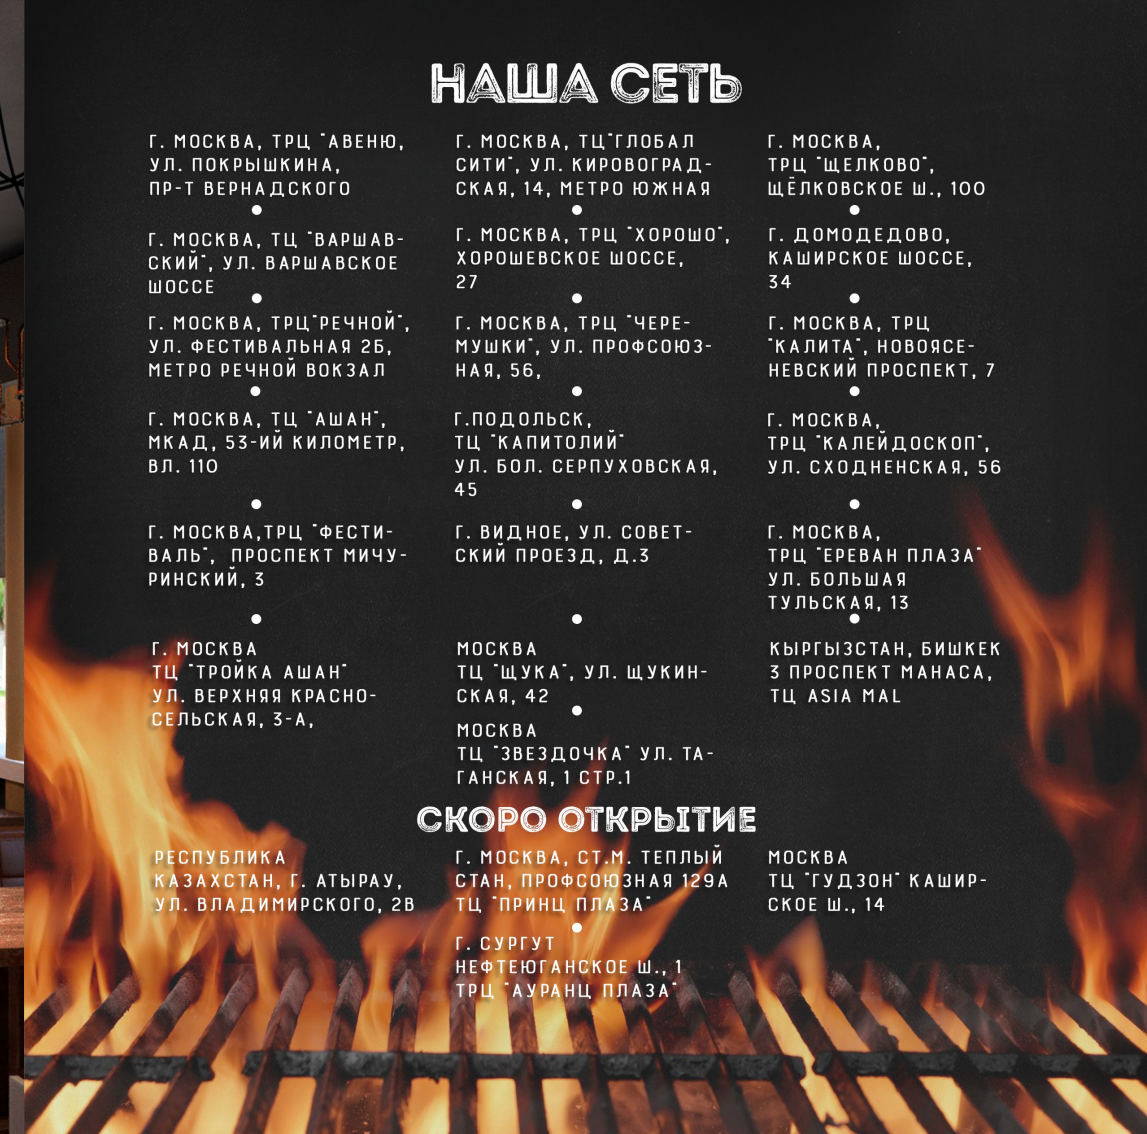 НАША СЕТЬ
Г. МОСКВА, ТРЦ "АВЕНЮ,
УЛ. ПОКРЫШКИНА,
ПР-Т ВЕРНАДСКОГО
Г. МОСКВА, ТЦ "ВАРШАВ-
СКИЙ", УЛ. ВАРШАВСКОЕ
ШОССЕ
Г. МОСКВА, ТРЦ"РЕЧНОЙ",
УЛ. ФЕСТИВАЛЬНАЯ 2Б,
МЕТРО РЕЧНОЙ ВОКЗАЛ
Г. МОСКВА, ТЦ "АШАН",
МКАД, 53-ИЙ КИЛОМЕТР,
ВЛ. 110
Г. МОСКВА,ТРЦ "ФЕСТИ-
ВАЛЬ", ПРОСПЕКТ МИЧУ-
РИНСКИЙ, 3
Г. МОСКВА
ТЦ "ТРОЙКА АШАН"
УЛ. ВЕРХНЯЯ КРАСНО-
СЕЛЬСКАЯ, 3-А,
Г. МОСКВА, ТЦ"ГЛОБАЛ
СИТИ", УЛ. КИРОВОГРАД-
СКАЯ, 14, МЕТРО ЮЖНАЯ
Г. МОСКВА, ТРЦ "ХОРОШО",
ХОРОШЕВСКОЕ ШОССЕ,
27
Г. МОСКВА, ТРЦ "ЧЕРЕ-
МУШКИ", УЛ. ПРОФСОЮЗ-
НАЯ, 56,
Г.ПОДОЛЬСК,
ТЦ "КАПИТОЛИЙ"
УЛ. БОЛ. СЕРПУХОВСКАЯ,
45
Г. ВИДНОЕ, УЛ. СОВЕТ-
СКИЙ ПРОЕЗД, Д.3
МОСКВА
ТЦ "ЩУКА", УЛ. ЩУКИН-
СКАЯ, 42
МОСКВА
ТЦ "ЗВЕЗДОЧКА" УЛ. ТА-
ГАНСКАЯ, 1 СТР.1
Г. МОСКВА,
ТРЦ "ЩЕЛКОВО",
ЩЁЛКОВСКОЕ Ш., 100
Г. ДОМОДЕДОВО,
КАШИРСКОЕ ШОССЕ,
34
Г. МОСКВА, ТРЦ
"КАЛИТА", НОВОЯСЕ-
НЕВСКИЙ ПРОСПЕКТ, 7
Г. МОСКВА,
ТРЦ "КАЛЕЙДОСКОП",
УЛ. СХОДНЕНСКАЯ, 56
Г. МОСКВА,
ТРЦ "ЕРЕВАН ПЛАЗА"
УЛ. БОЛЬШАЯ
ТУЛЬСКАЯ, 13
КЫРГЫЗСТАН, БИШКЕК
3 ПРОСПЕКТ МАНАСА,
ТЦ ASIA MAL
СКОРО ОТКРЫТИЕ
РЕСПУБЛИКА
КАЗАХСТАН, Г. АТЫРАУ,
УЛ. ВЛАДИМИРСКОГО, 2В
Г. МОСКВА, СТ.М. ТЕПЛЫЙ
СТАН, ПРОФСОЮЗНАЯ 129А
ТЦ "ПРИНЦ ПЛАЗА"
Г. СУРГУТ
НЕФТЕЮГАНСКОЕ Ш., 1
ТРЦ "АУРАНЦ ПЛАЗА"
МОСКВА
ТЦ "ГУДЗОН" КАШИР-
СКОЕ Ш., 14